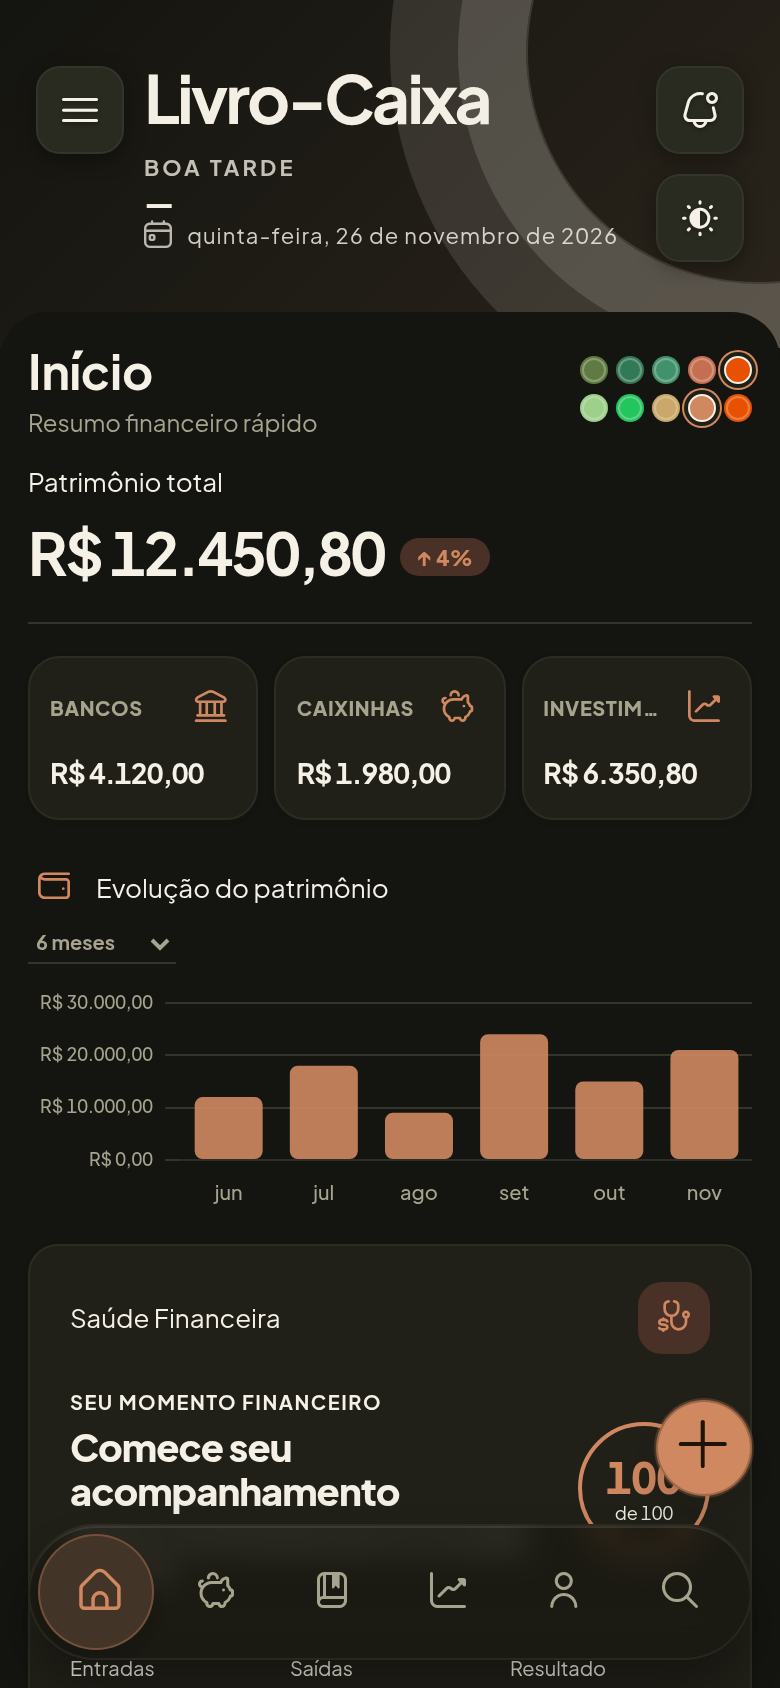 Livro-Caixa
BOA TARDE
quinta-feira, 26 de novembro de 2026
Início
Resumo financeiro rápido
Patrimônio total
R$ 12.450,80
↑ 4%
BANCOS
R$ 4.120,00
CAIXINHAS
R$ 1.980,00
INVESTIM...
R$ 6.350,80
Evolução do patrimônio
6 meses
R$ 30.000,00
R$ 20.000,00
R$ 10.000,00
R$ 0,00
jun jul ago set out nov
Saúde Financeira
SEU MOMENTO FINANCEIRO
Comece seu
acompanhamento
100
de 100
Entradas Saídas Resultado